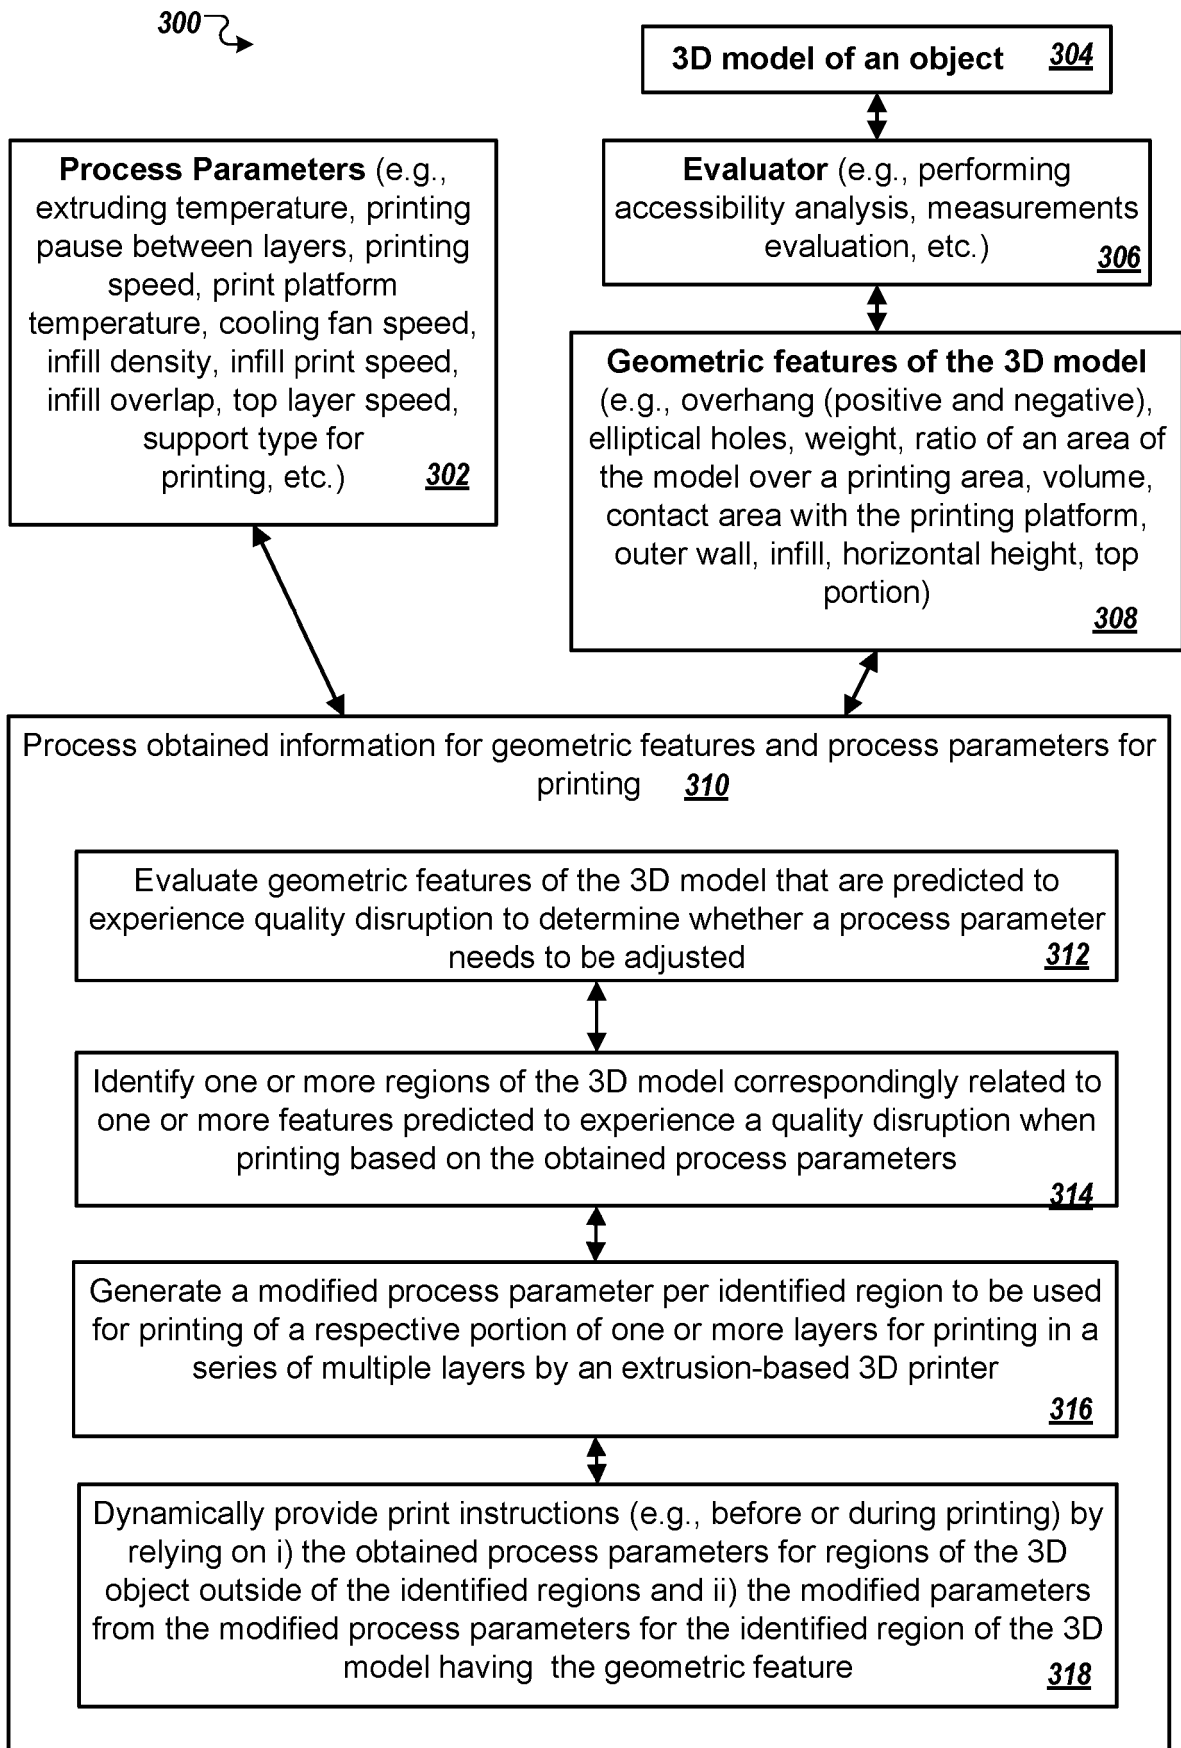 300
3D model of an object 304
Process Parameters (e.g.,
extruding temperature, printing
pause between layers, printing
speed, print platform
temperature, cooling fan speed,
infill density, infill print speed,
infill overlap, top layer speed,
support type for
printing, etc.) 302
Evaluator (e.g., performing
accessibility analysis, measurements
evaluation, etc.) 306
Geometric features of the 3D model
(e.g., overhang (positive and negative),
elliptical holes, weight, ratio of an area of
the model over a printing area, volume,
contact area with the printing platform,
outer wall, infill, horizontal height, top
portion)
308
Process obtained information for geometric features and process parameters for
printing 310
Evaluate geometric features of the 3D model that are predicted to
experience quality disruption to determine whether a process parameter
needs to be adjusted 312
Identify one or more regions of the 3D model correspondingly related to
one or more features predicted to experience a quality disruption when
printing based on the obtained process parameters
314
Generate a modified process parameter per identified region to be used
for printing of a respective portion of one or more layers for printing in a
series of multiple layers by an extrusion-based 3D printer
316
Dynamically provide print instructions (e.g., before or during printing) by
relying on i) the obtained process parameters for regions of the 3D
object outside of the identified regions and ii) the modified parameters
from the modified process parameters for the identified region of the 3D
model having the geometric feature 318